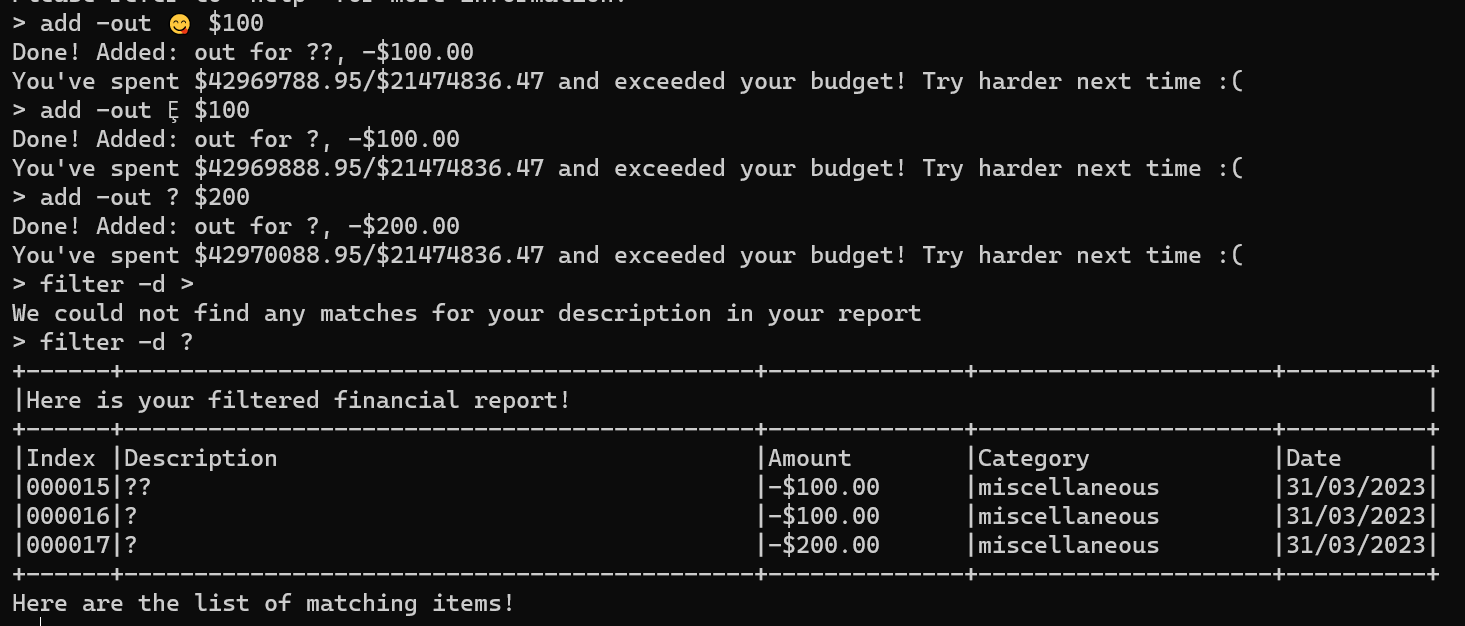 Please refer to 'help' for more information.
> add -out 😋 $100
Done! Added: out for ??, -$100.00
You've spent $42969788.95/$21474836.47 and exceeded your budget! Try harder next time :(
> add -out Ȩ $100
Done! Added: out for ?, -$100.00
You've spent $42969888.95/$21474836.47 and exceeded your budget! Try harder next time :(
> add -out ? $200
Done! Added: out for ?, -$200.00
You've spent $42970088.95/$21474836.47 and exceeded your budget! Try harder next time :(
> filter -d >
We could not find any matches for your description in your report
> filter -d ?
+------+---------------------------------------------+--------------+---------------------+----------+
|Here is your filtered financial report! |
+------+---------------------------------------------+--------------+---------------------+----------+
|Index |Description |Amount |Category |Date |
|000015|?? |-$100.00 |miscellaneous |31/03/2023|
|000016|? |-$100.00 |miscellaneous |31/03/2023|
|000017|? |-$200.00 |miscellaneous |31/03/2023|
+------+---------------------------------------------+--------------+---------------------+----------+
Here are the list of matching items!